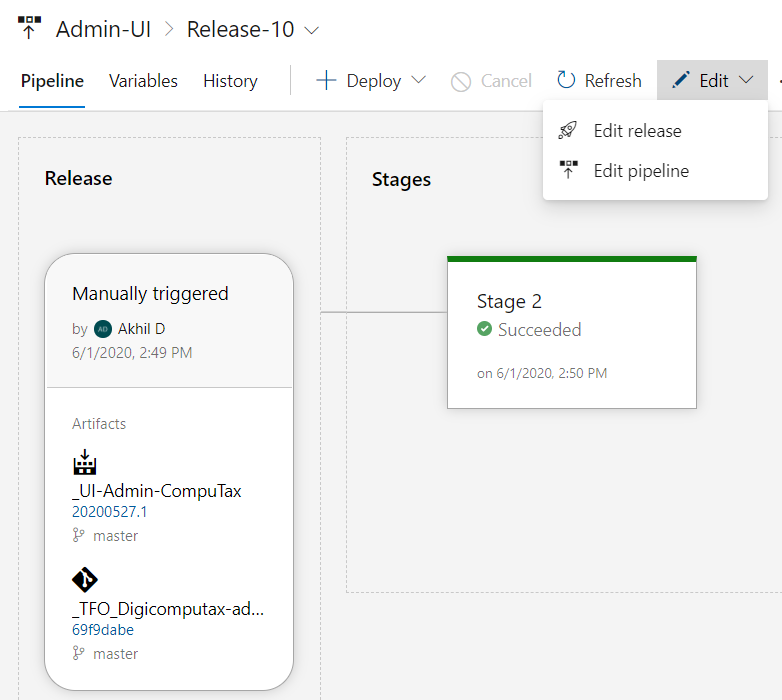 Admin-UI > Release-10
Pipeline Variables History Deploy Cancel Refresh Edit
Edit release
Edit pipeline
Release
Stages
Manually triggered
by AD Akhil D
6/1/2020, 2:49 PM
Artifacts
_UI-Admin-CompuTax
20200527.1
master
_TFO_Digicomputax-ad...
69f9dabe
master
Stage 2
Succeeded
on 6/1/2020, 2:50 PM